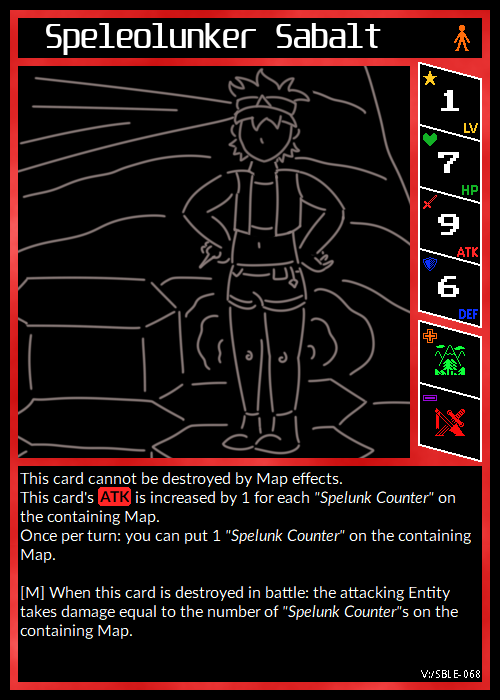 Speleolunker Sabalt
1
LV
7
HP
9
ATK
6
DEF
This card cannot be destroyed by Map effects.
This card's ATK is increased by 1 for each "Spelunk Counter" on
the containing Map.
Once per turn: you can put 1 "Spelunk Counter" on the containing
Map.
[M] When this card is destroyed in battle: the attacking Entity
takes damage equal to the number of "Spelunk Counter"s on the
containing Map.
V:/SBLE-068